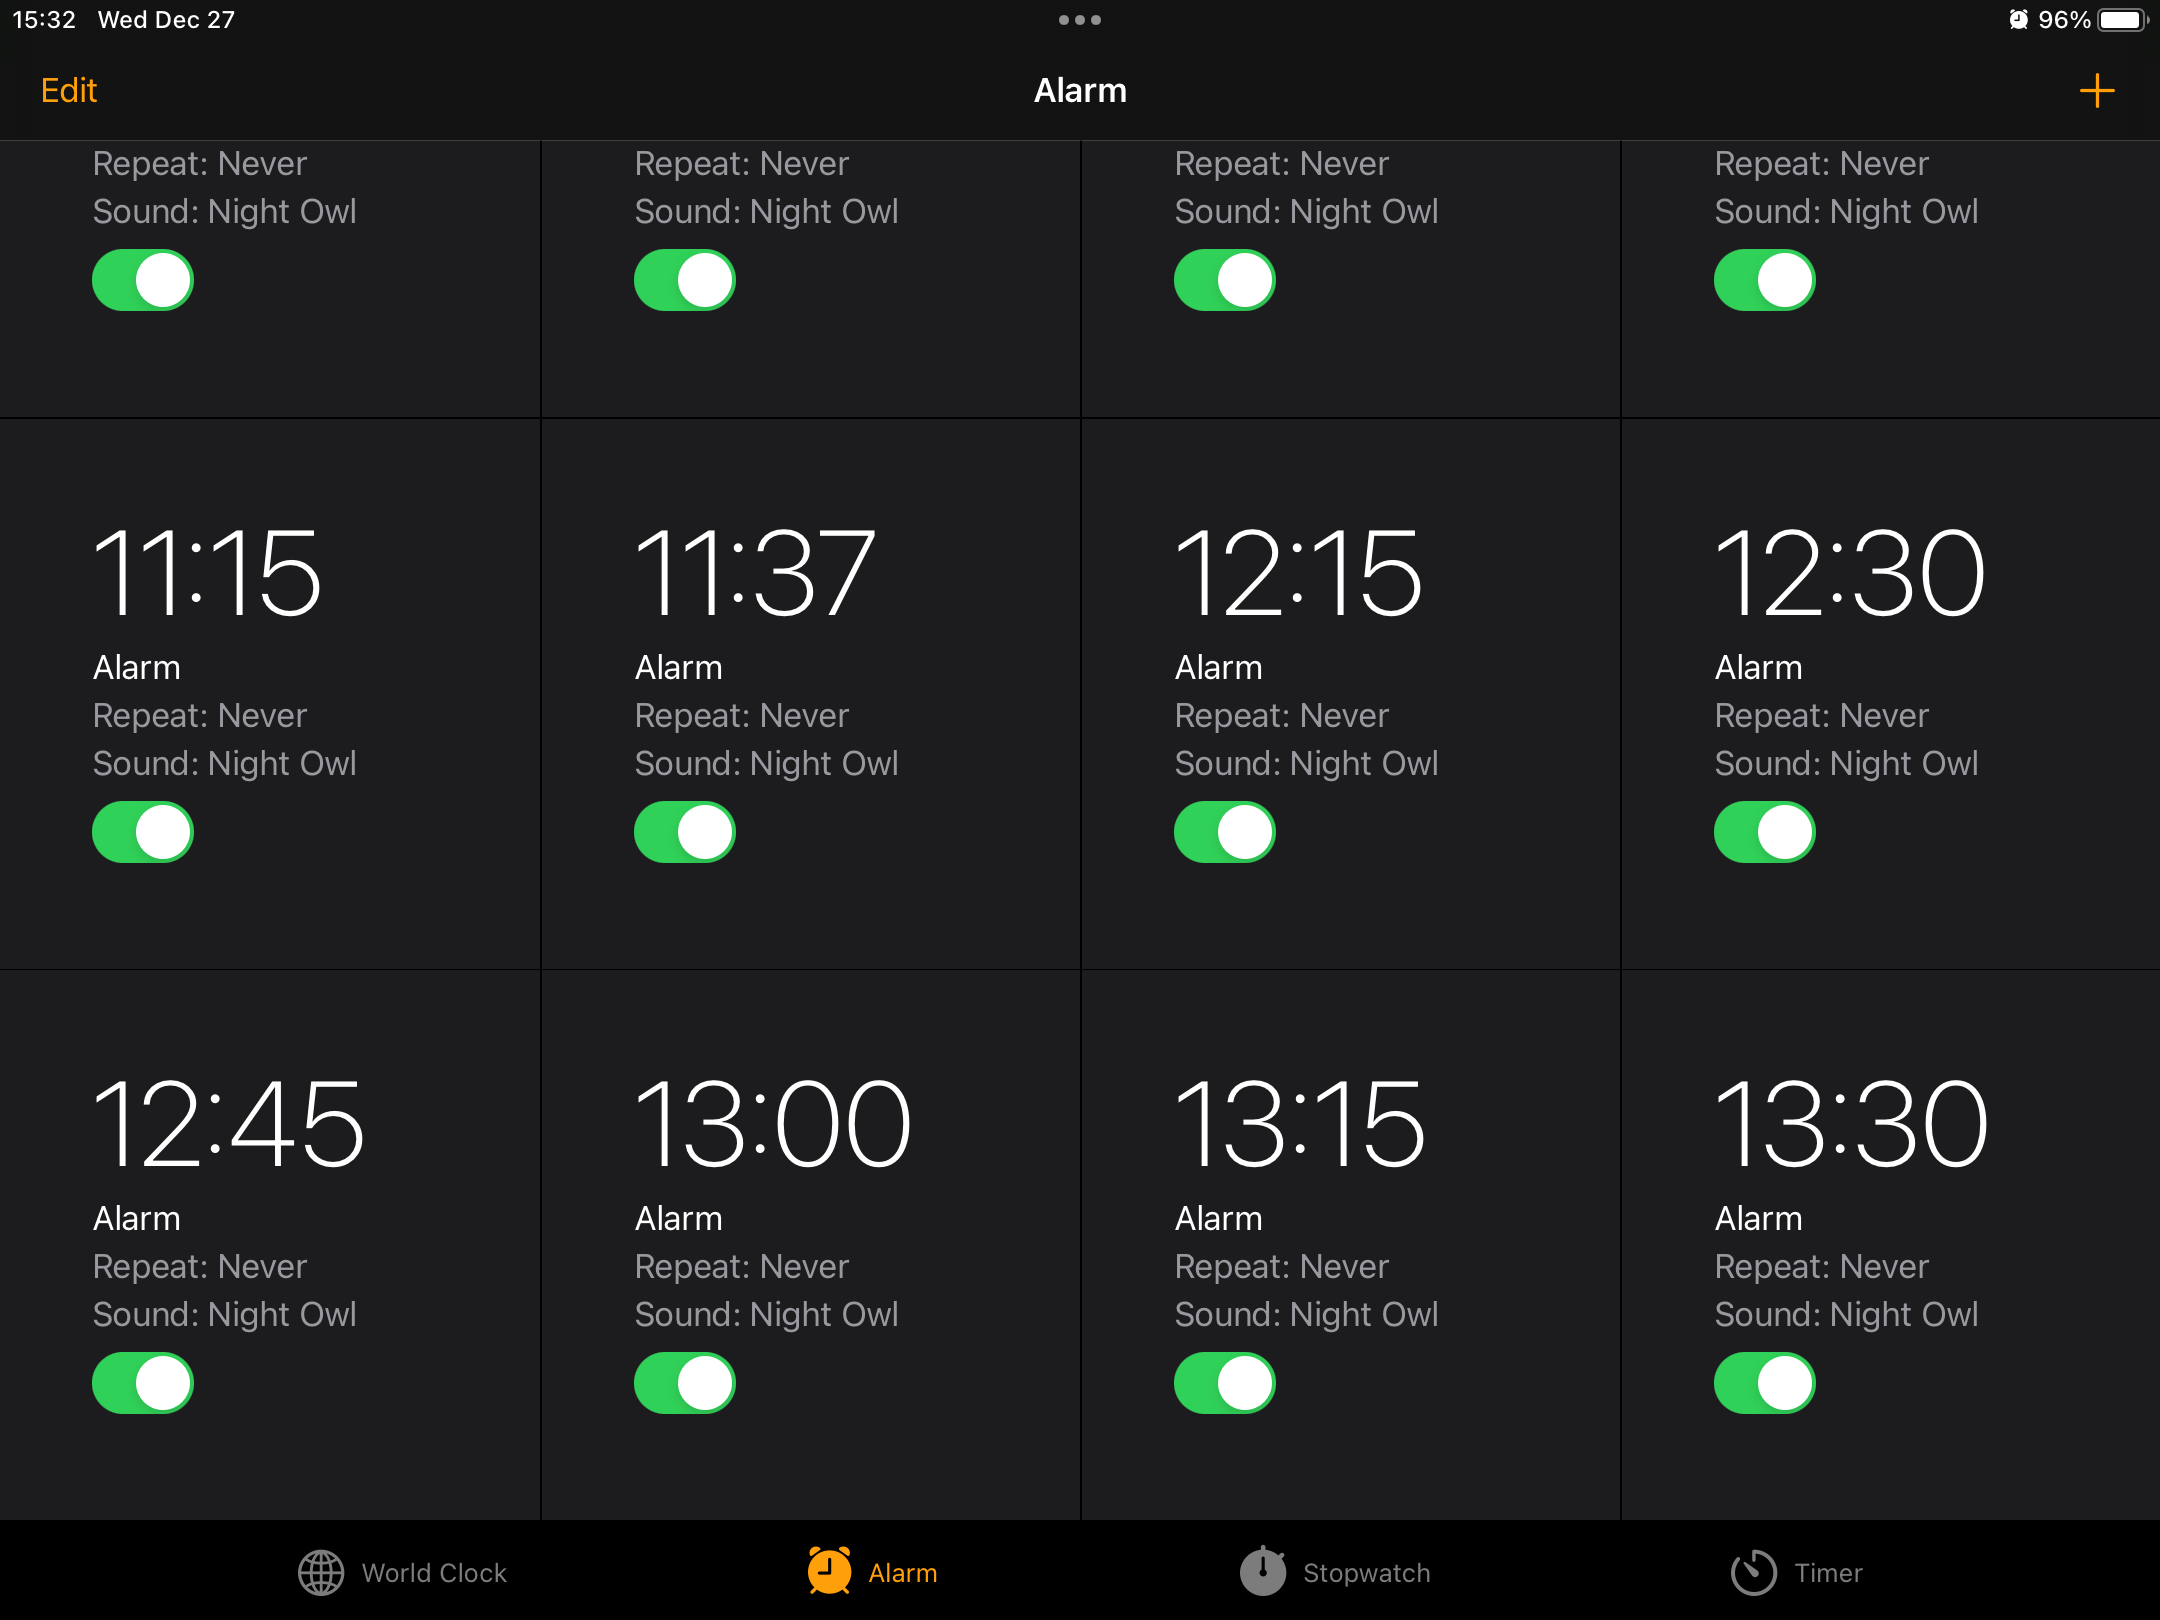 15:32 Wed Dec 27
96%
Edit Alarm
Repeat: Never Repeat: Never Repeat: Never Repeat: Never
Sound: Night Owl Sound: Night Owl Sound: Night Owl Sound: Night Owl
11:15 11:37 12:15 12:30
Alarm Alarm Alarm Alarm
Repeat: Never Repeat: Never Repeat: Never Repeat: Never
Sound: Night Owl Sound: Night Owl Sound: Night Owl Sound: Night Owl
12:45 13:00 13:15 13:30
Alarm Alarm Alarm Alarm
Repeat: Never Repeat: Never Repeat: Never Repeat: Never
Sound: Night Owl Sound: Night Owl Sound: Night Owl Sound: Night Owl
World Clock Alarm Stopwatch Timer